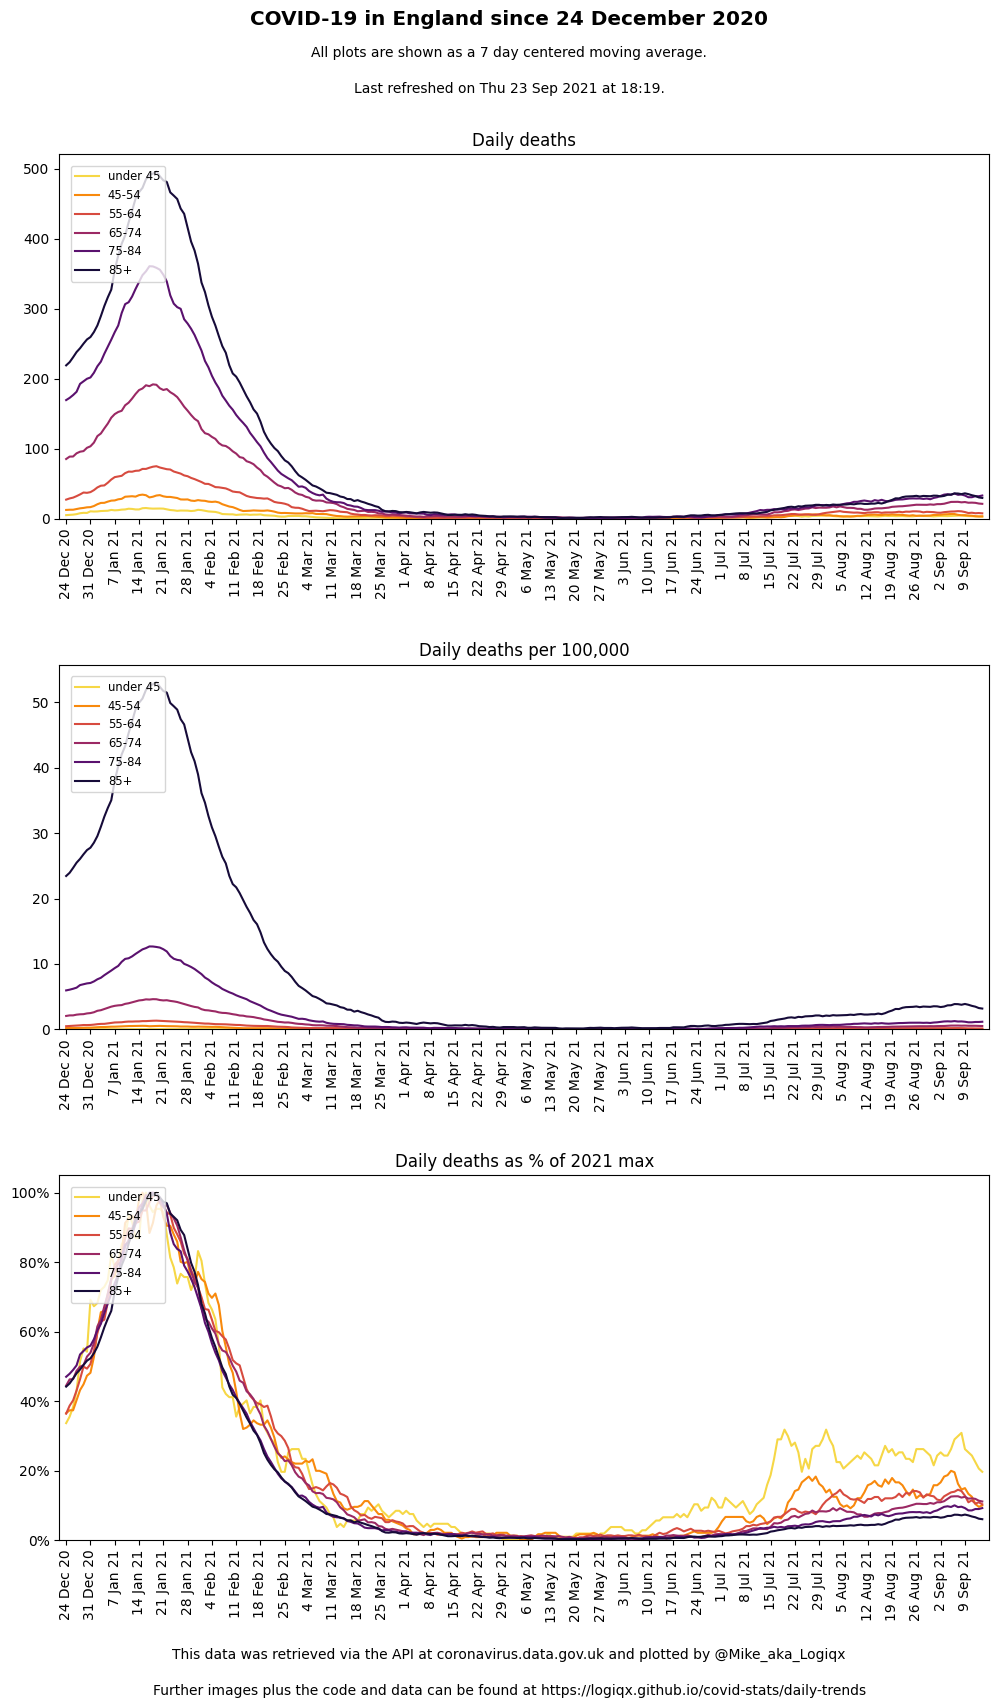 COVID-19 in England since 24 December 2020
All plots are shown as a 7 day centered moving average.
Last refreshed on Thu 23 Sep 2021 at 18:19.
Daily deaths
500
400
300
200
100
0
under 45
45-54
55-64
65-74
75-84
85+
24 Dec 20
31 Dec 20
7 Jan 21
14 Jan 21
21 Jan 21
28 Jan 21
4 Feb 21
11 Feb 21
18 Feb 21
25 Feb 21
4 Mar 21
11 Mar 21
18 Mar 21
25 Mar 21
1 Apr 21
8 Apr 21
15 Apr 21
22 Apr 21
29 Apr 21
6 May 21
13 May 21
20 May 21
27 May 21
3 Jun 21
10 Jun 21
17 Jun 21
24 Jun 21
1 Jul 21
8 Jul 21
15 Jul 21
22 Jul 21
29 Jul 21
5 Aug 21
12 Aug 21
19 Aug 21
26 Aug 21
2 Sep 21
9 Sep 21
Daily deaths per 100,000
50
40
30
20
10
0
under 45
45-54
55-64
65-74
75-84
85+
24 Dec 20
31 Dec 20
7 Jan 21
14 Jan 21
21 Jan 21
28 Jan 21
4 Feb 21
11 Feb 21
18 Feb 21
25 Feb 21
4 Mar 21
11 Mar 21
18 Mar 21
25 Mar 21
1 Apr 21
8 Apr 21
15 Apr 21
22 Apr 21
29 Apr 21
6 May 21
13 May 21
20 May 21
27 May 21
3 Jun 21
10 Jun 21
17 Jun 21
24 Jun 21
1 Jul 21
8 Jul 21
15 Jul 21
22 Jul 21
29 Jul 21
5 Aug 21
12 Aug 21
19 Aug 21
26 Aug 21
2 Sep 21
9 Sep 21
Daily deaths as % of 2021 max
100%
80%
60%
40%
20%
0%
under 45
45-54
55-64
65-74
75-84
85+
24 Dec 20
31 Dec 20
7 Jan 21
14 Jan 21
21 Jan 21
28 Jan 21
4 Feb 21
11 Feb 21
18 Feb 21
25 Feb 21
4 Mar 21
11 Mar 21
18 Mar 21
25 Mar 21
1 Apr 21
8 Apr 21
15 Apr 21
22 Apr 21
29 Apr 21
6 May 21
13 May 21
20 May 21
27 May 21
3 Jun 21
10 Jun 21
17 Jun 21
24 Jun 21
1 Jul 21
8 Jul 21
15 Jul 21
22 Jul 21
29 Jul 21
5 Aug 21
12 Aug 21
19 Aug 21
26 Aug 21
2 Sep 21
9 Sep 21
This data was retrieved via the API at coronavirus.data.gov.uk and plotted by @Mike_aka_Logiqx
Further images plus the code and data can be found at https://logiqx.github.io/covid-stats/daily-trends